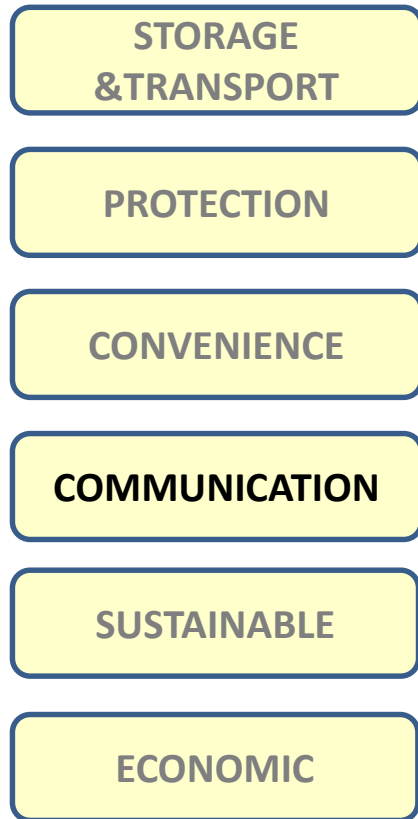 STORAGE
&TRANSPORT
PROTECTION
CONVENIENCE
COMMUNICATION
SUSTAINABLE
ECONOMIC